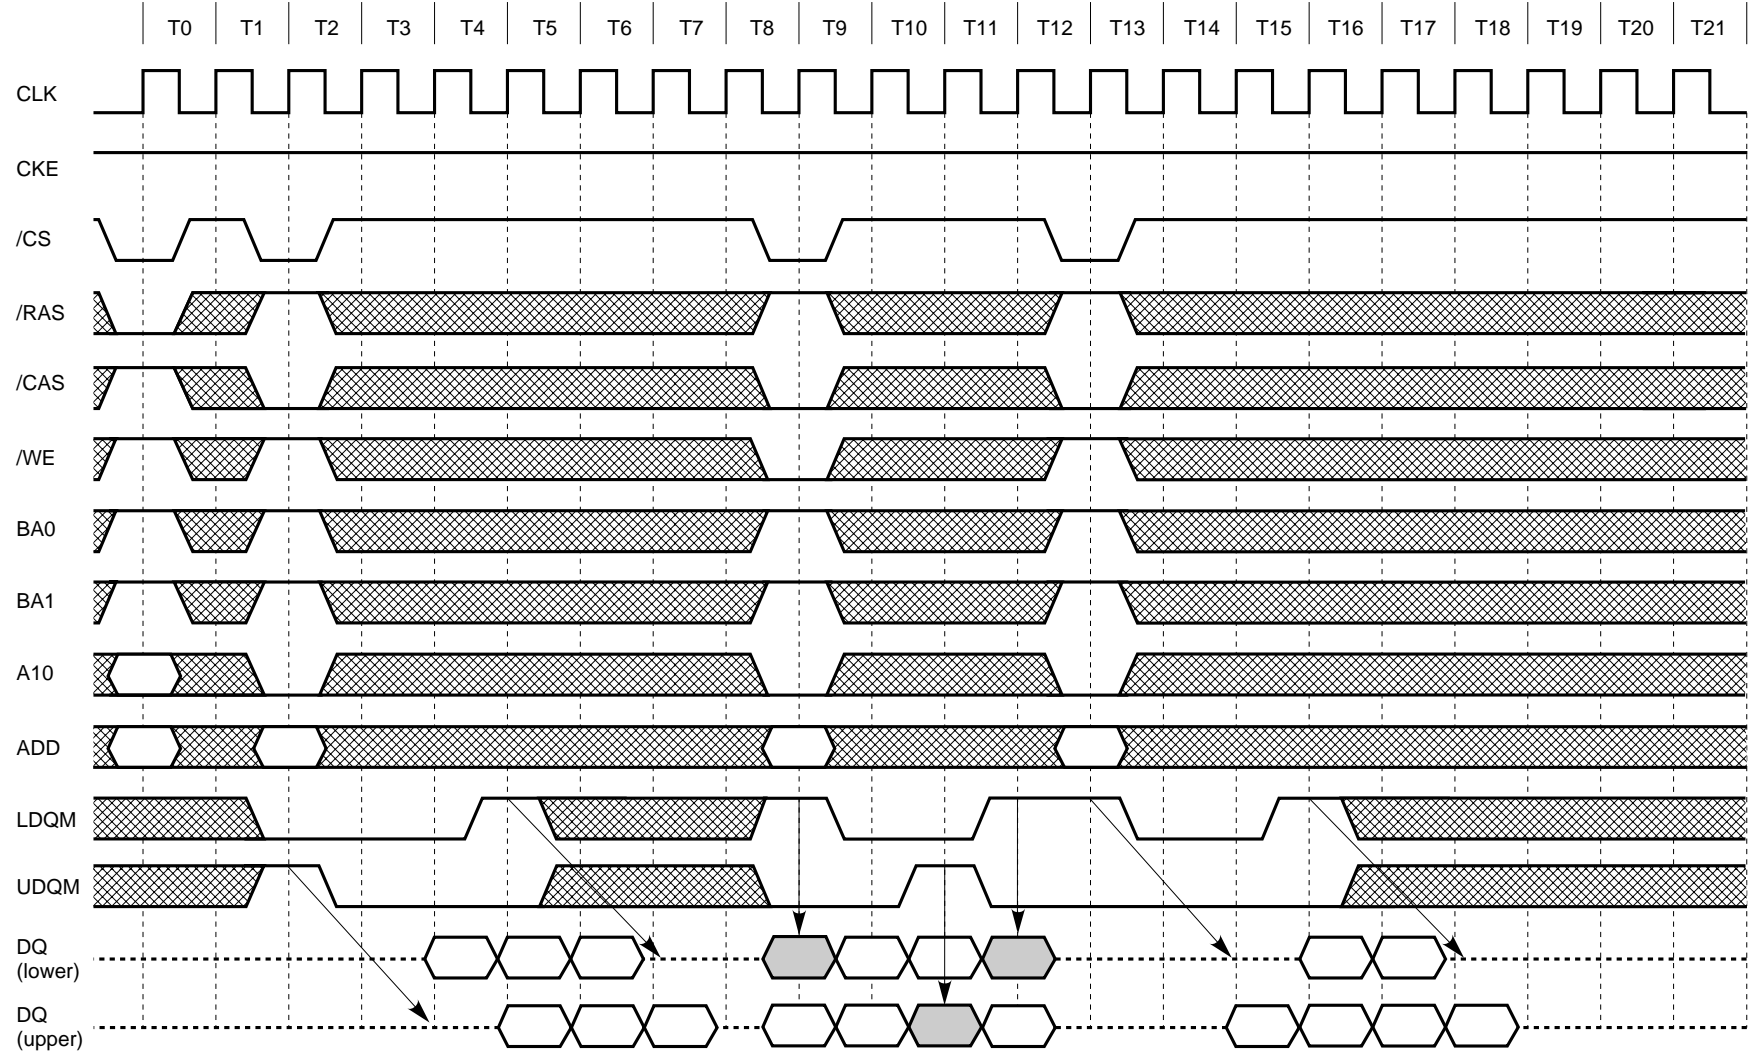 T0 T1 T2 T3 T4 T5 T6 T7 T8 T9 T10 T11 T12 T13 T14 T15 T16 T17 T18 T19 T20 T21
CLK
CKE
/CS
/RAS
/CAS
/WE
BA0
BA1
A10
ADD
LDQM
UDQM
DQ
(lower)
DQ
(upper)